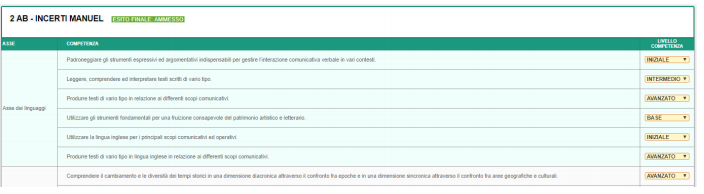 2 AB - INCERTI MANUEL ESITO FINALE: AMMESSO
ASSE COMPETENZA LIVELLO COMPETENZA
Padroneggiare gli strumenti espressivi ed argomentativi indispensabili per gestire l'interazione comunicativa verbale in vari contesti. INIZIALE
Leggere, comprendere ed interpretare testi scritti di vario tipo. INTERMEDIO
Produrre testi di vario tipo in relazione ai differenti scopi comunicativi. AVANZATO
Asse dei linguaggi
Utilizzare gli strumenti fondamentali per una fruizione consapevole del patrimonio artistico e letterario. BASE
Utilizzare la lingua inglese per i principali scopi comunicativi ed operativi. INIZIALE
Produrre testi di vario tipo in lingua inglese in relazione ai differenti scopi comunicativi. AVANZATO
Comprendere il cambiamento e le diversità dei tempi storici in una dimensione diacronica attraverso il confronto fra epoche e in una dimensione sincronica attraverso il confronto fra aree geografiche e culturali. AVANZATO